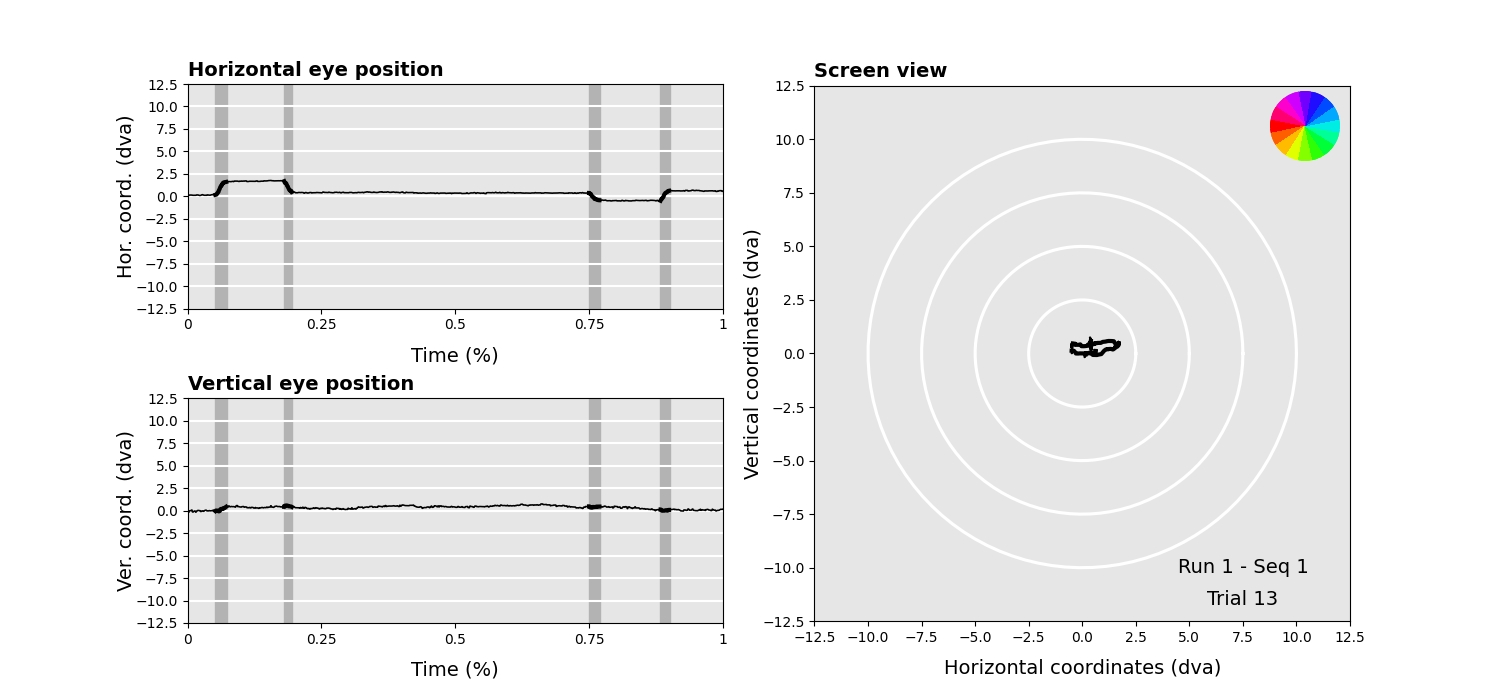 Horizontal eye position
Hor. coord. (dva)
12.5
10.0
7.5
5.0
2.5
0.0
−2.5
−5.0
−7.5
−10.0
−12.5
0 0.25 0.5 0.75 1
Time (%)
Vertical eye position
Ver. coord. (dva)
12.5
10.0
7.5
5.0
2.5
0.0
−2.5
−5.0
−7.5
−10.0
−12.5
0 0.25 0.5 0.75 1
Time (%)
Screen view
Vertical coordinates (dva)
12.5
10.0
7.5
5.0
2.5
0.0
−2.5
−5.0
−7.5
−10.0
−12.5
Run 1 - Seq 1
Trial 13
−12.5 −10.0 −7.5 −5.0 −2.5 0.0 2.5 5.0 7.5 10.0 12.5
Horizontal coordinates (dva)